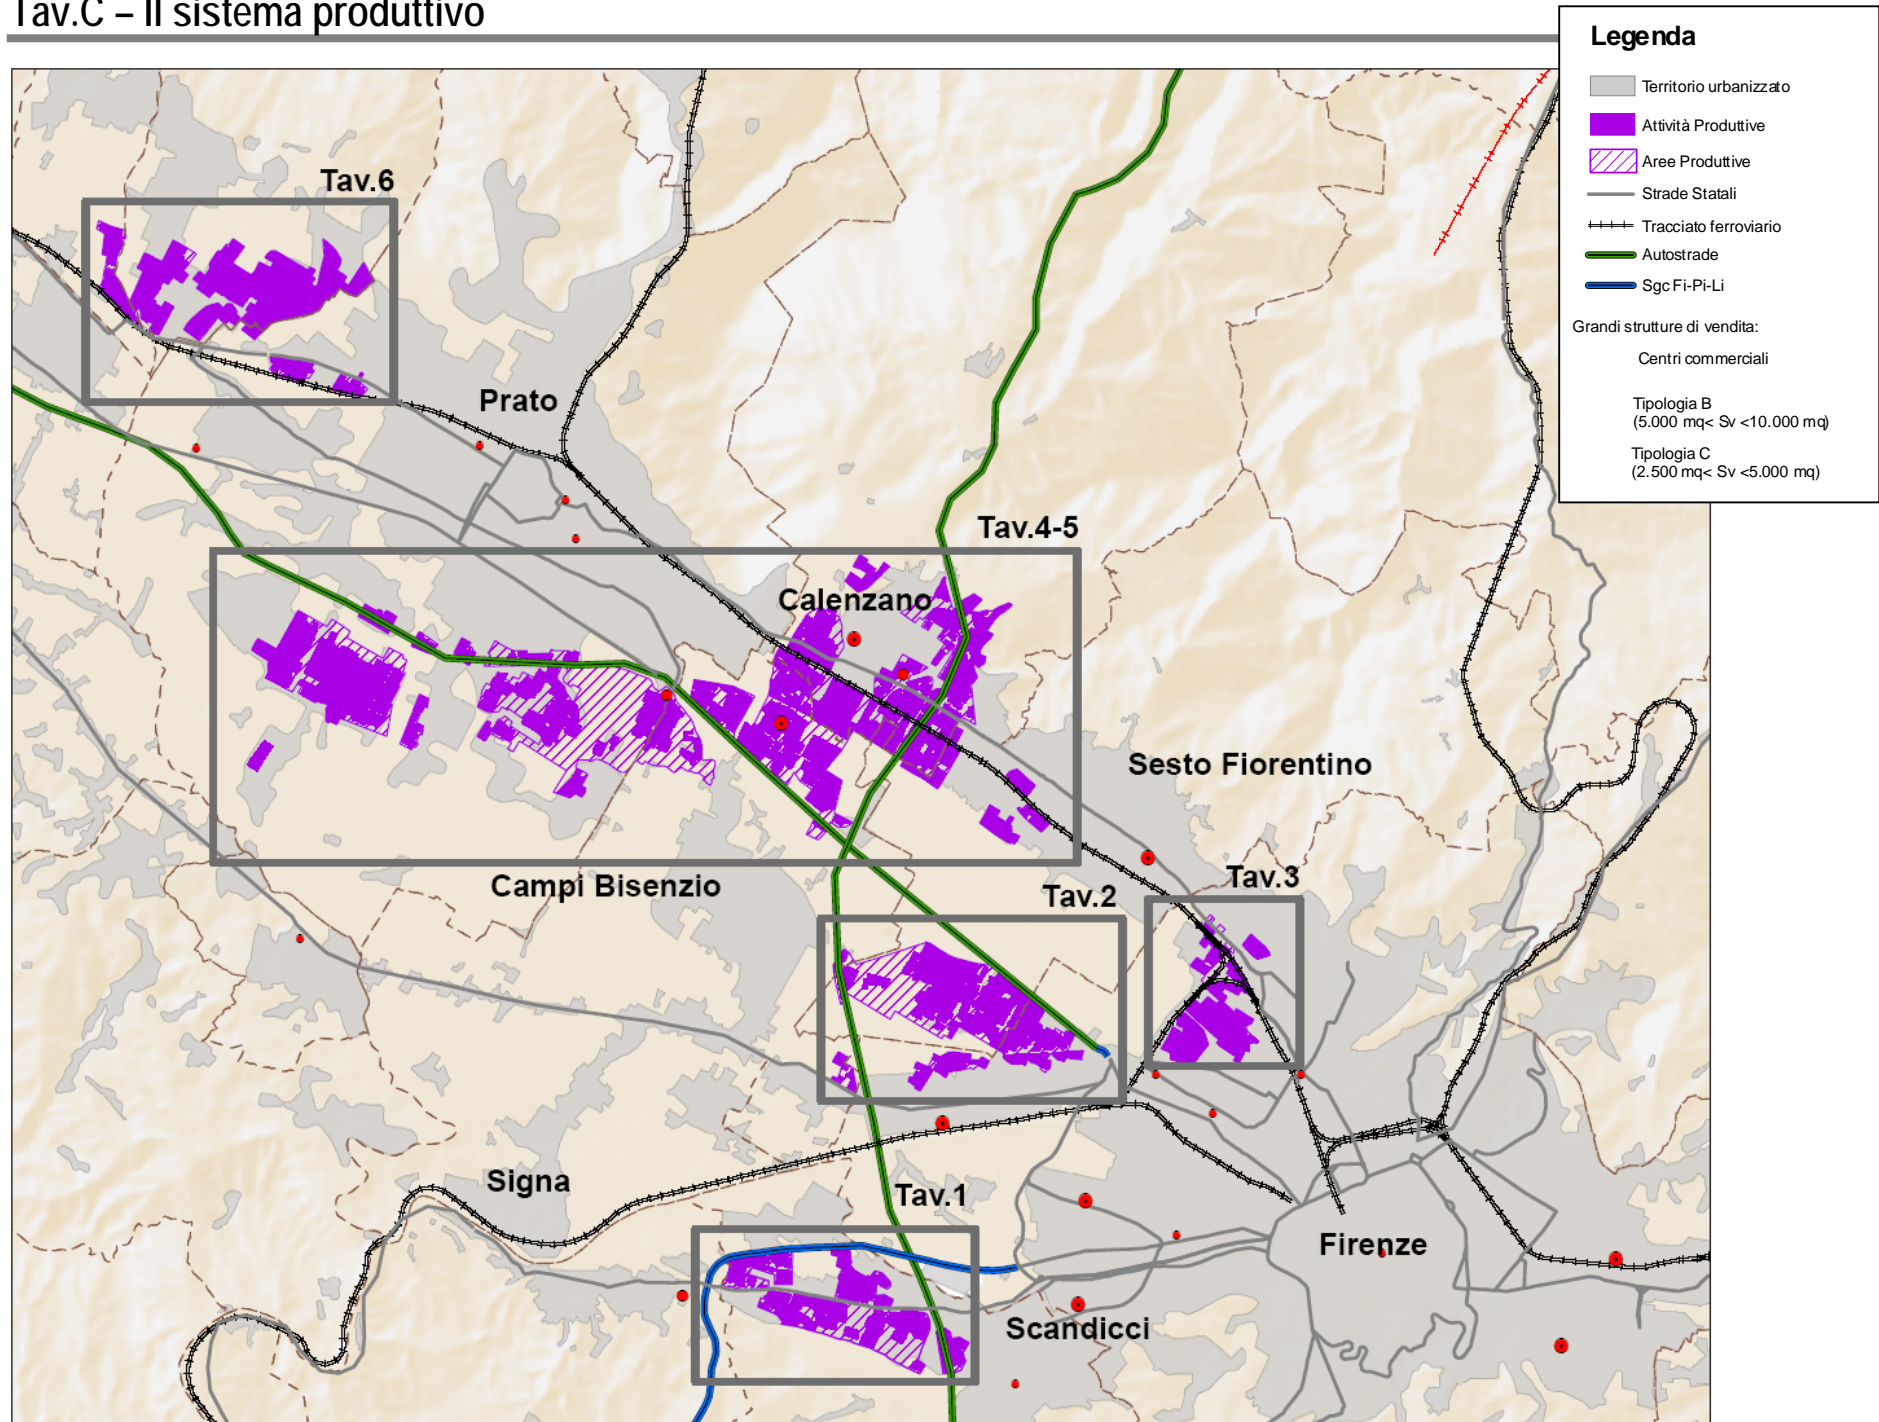 Tav.C – Il sistema produttivo
Legenda
Territorio urbanizzato
Attività Produttive
Aree Produttive
Strade Statali
Tracciato ferroviario
Autostrade
Sgc Fi-Pi-Li
Grandi strutture di vendita:
Centri commerciali
Tipologia B
(5.000 mq< Sv <10.000 mq)
Tipologia C
(2.500 mq< Sv <5.000 mq)
Tav.6
Prato
Tav.4-5
Calenzano
Sesto Fiorentino
Campi Bisenzio
Tav.2
Tav.3
Signa
Tav.1
Firenze
Scandicci